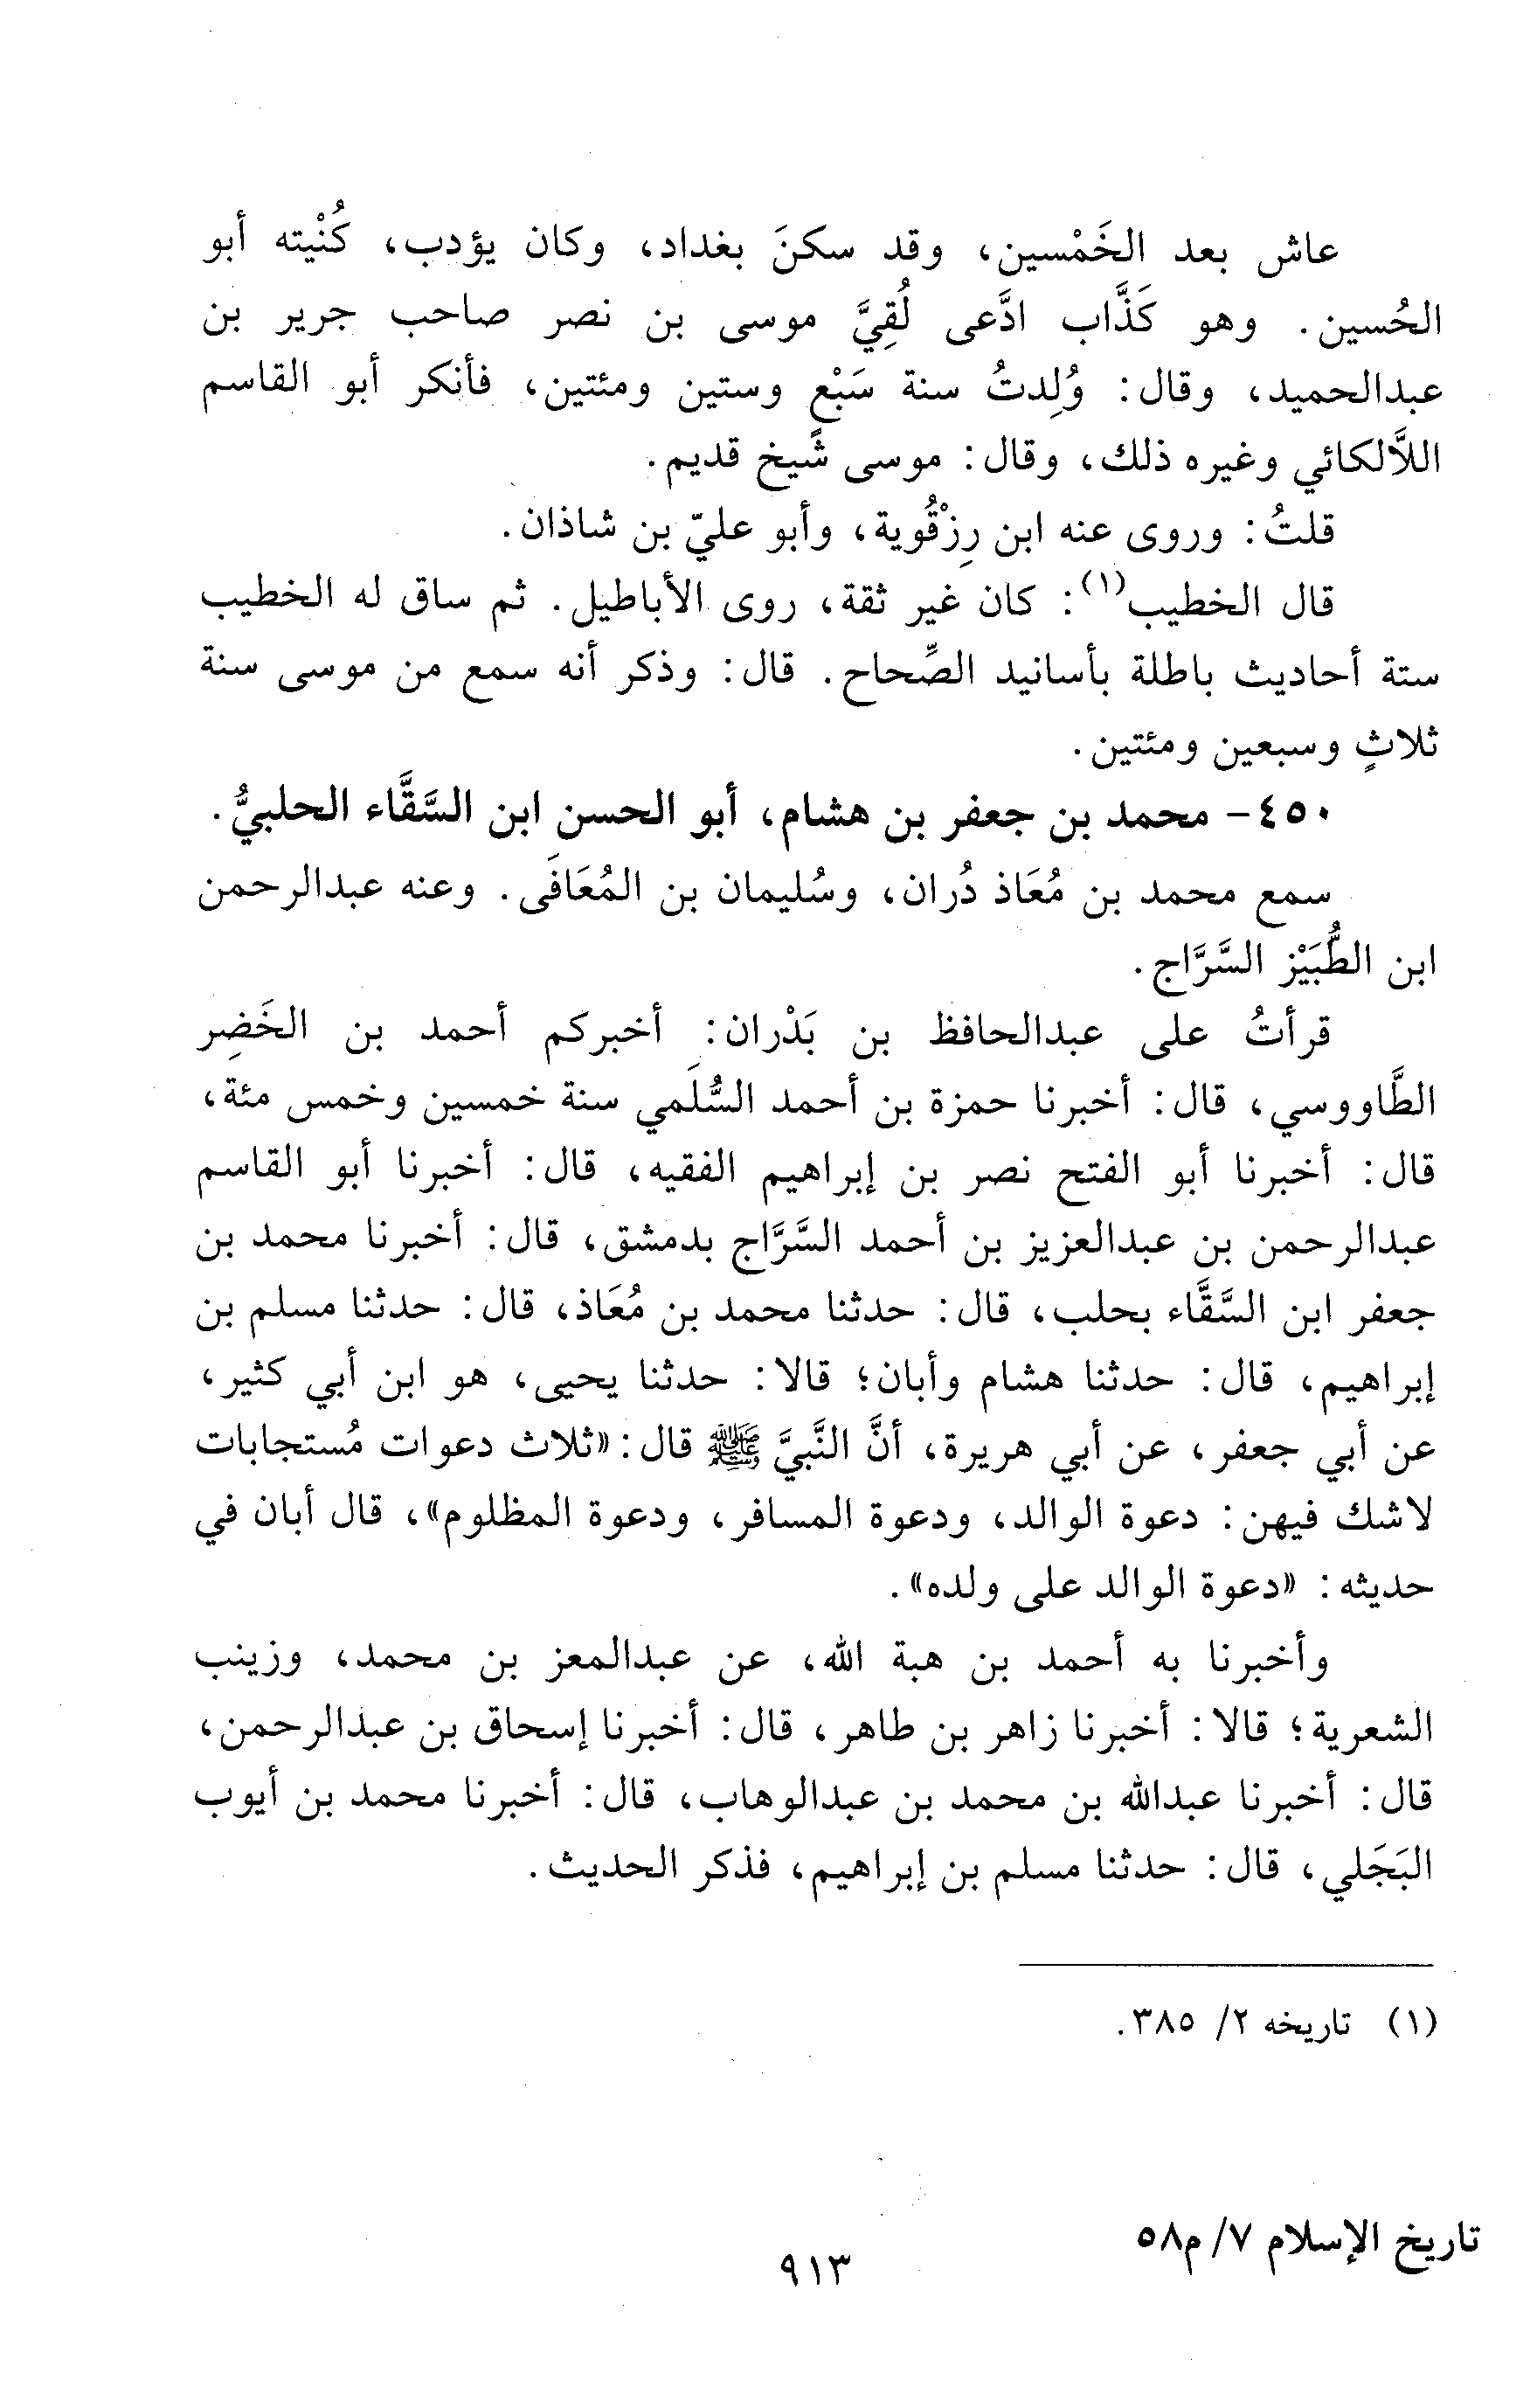 عاش بعد الخَمْسين، وقد سكنَ بغداد، وكان يؤدب، كُنْيته أبو
الحُسين. وهو كَذَّاب ادَّعى لُقِيَّ موسى بن نصر صاحب جرير بن
عبدالحميد، وقال: وُلِدتُ سنة سَبْعٍ وستين ومئتين، فأنكر أبو القاسم
اللَّالكائي وغيره ذلك، وقال: موسى شَيخ قديم.
قلتُ: وروى عنه ابن رِزْقُوية، وأبو عليّ بن شاذان.
قال الخطيب(١): كان غير ثقة، روى الأباطيل. ثم ساق له الخطيب
ستة أحاديث باطلة بأسانيد الصِّحاح. قال: وذكر أنه سمع من موسى سنة
ثلاثٍ وسبعين ومئتين.
٤٥٠- محمد بن جعفر بن هشام، أبو الحسن ابن السَّقَّاء الحلبيُّ.
سمع محمد بن مُعَاذ دُران، وسُليمان بن المُعَافَى. وعنه عبدالرحمن
ابن الطُّبَيْز السَّرَّاج.
قرأتُ على عبدالحافظ بن بَدْران: أخبركم أحمد بن الخَضِر
الطَّاووسي، قال: أخبرنا حمزة بن أحمد السُّلَمي سنة خمسين وخمس مئة،
قال: أخبرنا أبو الفتح نصر بن إبراهيم الفقيه، قال: أخبرنا أبو القاسم
عبدالرحمن بن عبدالعزيز بن أحمد السَّرَّاج بدمشق، قال: أخبرنا محمد بن
جعفر ابن السَّقَّاء بحلب، قال: حدثنا محمد بن مُعَاذ، قال: حدثنا مسلم بن
إبراهيم، قال: حدثنا هشام وأبان؛ قالا: حدثنا يحيى، هو ابن أبي كثير،
عن أبي جعفر، عن أبي هريرة، أنَّ النَّبيَّ ﷺ قال: «ثلاث دعوات مُستجابات
لاشك فيهن: دعوة الوالد، ودعوة المسافر، ودعوة المظلوم»، قال أبان في
حديثه: «دعوة الوالد على ولده».
وأخبرنا به أحمد بن هبة الله، عن عبدالمعز بن محمد، وزينب
الشعرية؛ قالا: أخبرنا زاهر بن طاهر، قال: أخبرنا إسحاق بن عبدالرحمن،
قال: أخبرنا عبدالله بن محمد بن عبدالوهاب، قال: أخبرنا محمد بن أيوب
البَجَلي، قال: حدثنا مسلم بن إبراهيم، فذكر الحديث.
(١) تاريخه ٢/ ٣٨٥.
تاريخ الإسلام ٧/ م٥٨
٩١٣